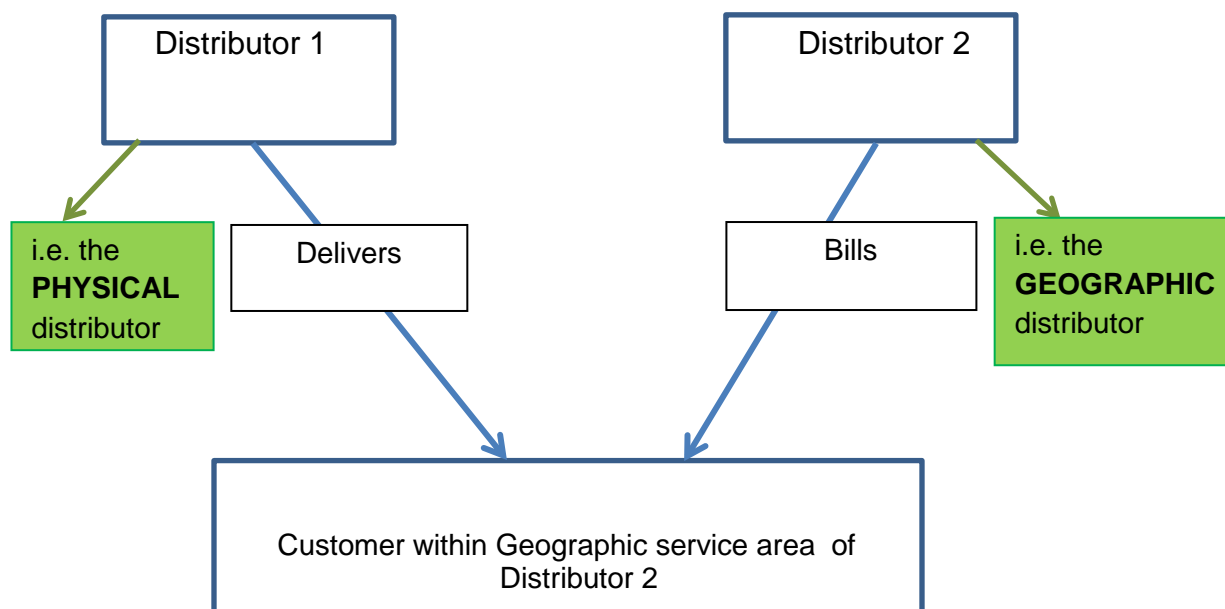 Distributor 1
Distributor 2
i.e. the
PHYSICAL
distributor
Delivers
Bills
i.e. the
GEOGRAPHIC
distributor
Customer within Geographic service area of
Distributor 2